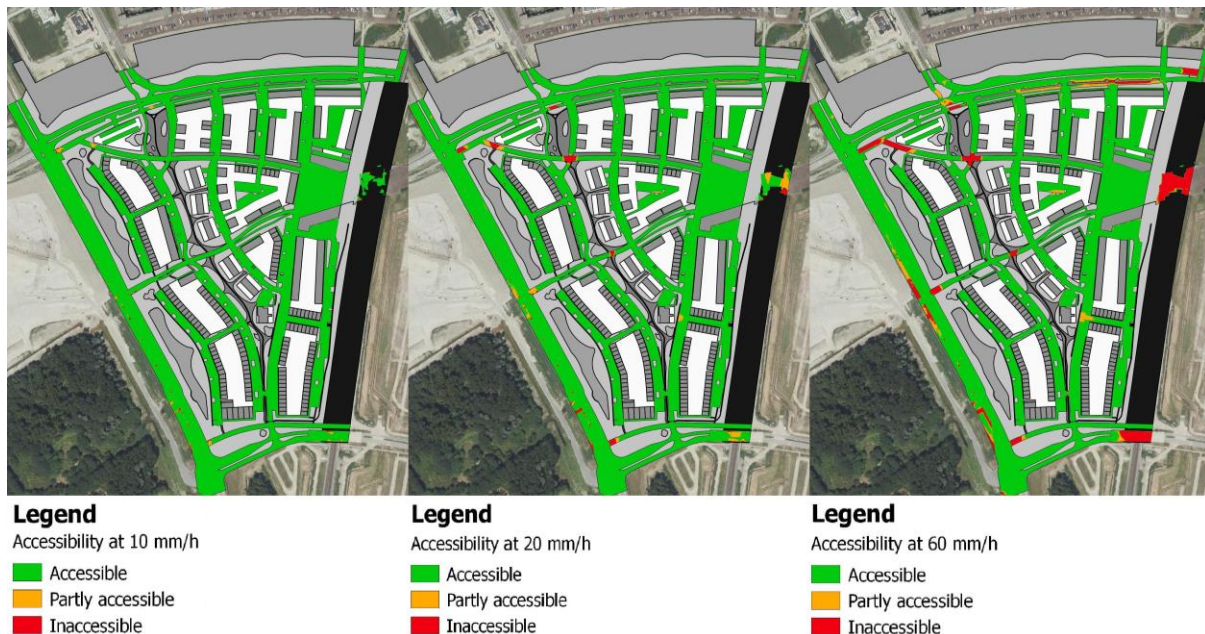 Legend
Accessibility at 10 mm/h
Accessible
Partly accessible
Inaccessible
Legend
Accessibility at 20 mm/h
Accessible
Partly accessible
Inaccessible
Legend
Accessibility at 60 mm/h
Accessible
Partly accessible
Inaccessible